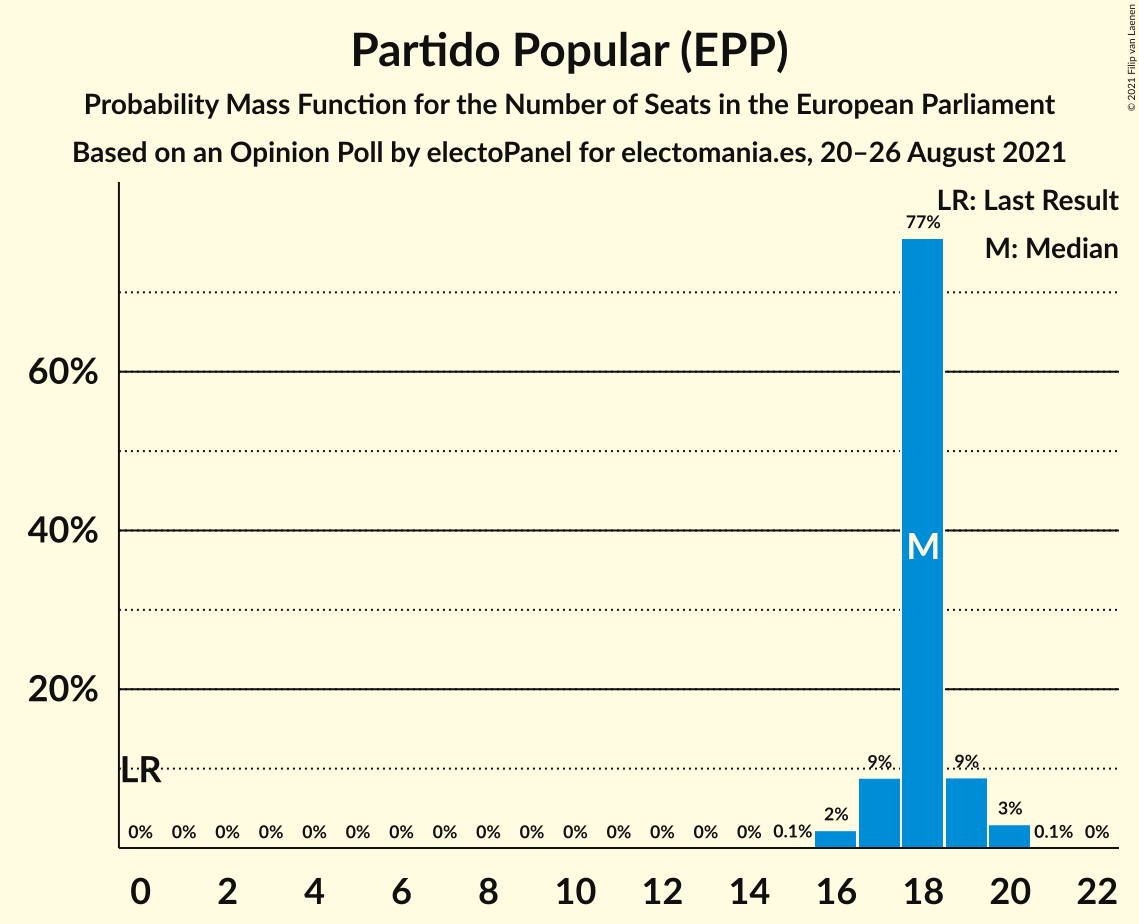 Partido Popular (EPP)
Probability Mass Function for the Number of Seats in the European Parliament
Based on an Opinion Poll by electoPanel for electomania.es, 20–26 August 2021
© 2021 Filip van Laenen
LR: Last Result
M: Median
77%
60%
40%
20%
M
LR
0% 0% 0% 0% 0% 0% 0% 0% 0% 0% 0% 0% 0% 0% 0% 0.1% 2% 9% 9% 3% 0.1% 0%
0 2 4 6 8 10 12 14 16 18 20 22